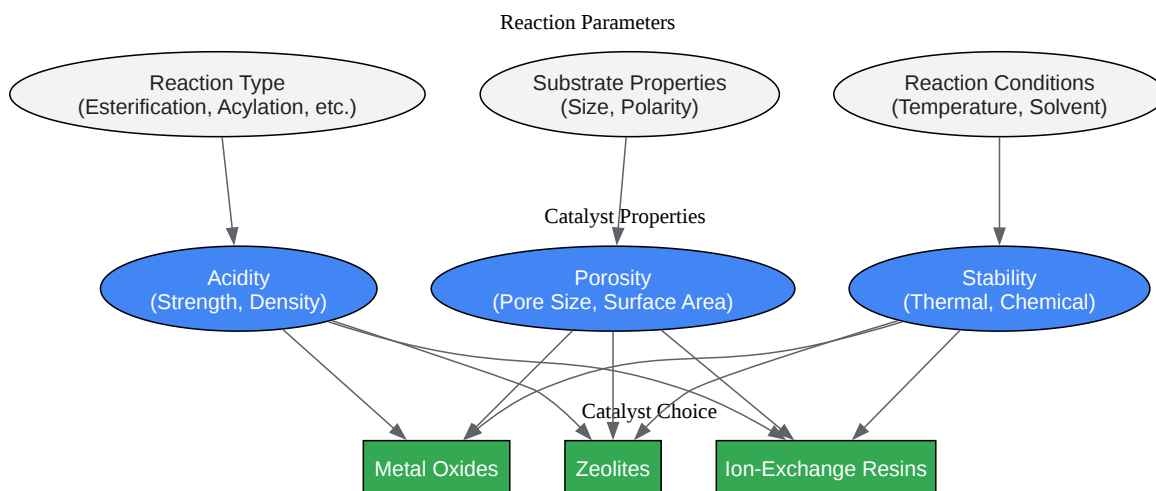 Reaction Parameters
Reaction Type
(Esterification, Acylation, etc.)
Substrate Properties
(Size, Polarity)
Reaction Conditions
(Temperature, Solvent)
Catalyst Properties
Acidity
(Strength, Density)
Porosity
(Pore Size, Surface Area)
Stability
(Thermal, Chemical)
Catalyst Choice
Metal Oxides
Zeolites
Ion-Exchange Resins